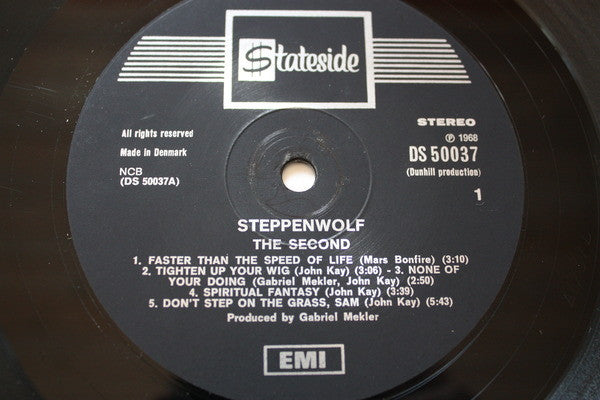 $tateside
All rights reserved
Made in Denmark
NCB
(DS 50037A)
STEREO
℗ 1968
DS 50037
(Dunhill production)
1
STEPPENWOLF
THE SECOND
1. FASTER THAN THE SPEED OF LIFE (Mars Bonfire) (3:10)
2. TIGHTEN UP YOUR WIG (John Kay) (3:06) - 3. NONE OF
YOUR DOING (Gabriel Mekler, John Kay) (2:50)
4. SPIRITUAL FANTASY (John Kay) (3:39)
5. DON'T STEP ON THE GRASS, SAM (John Kay) (5:43)
Produced by Gabriel Mekler
EMI